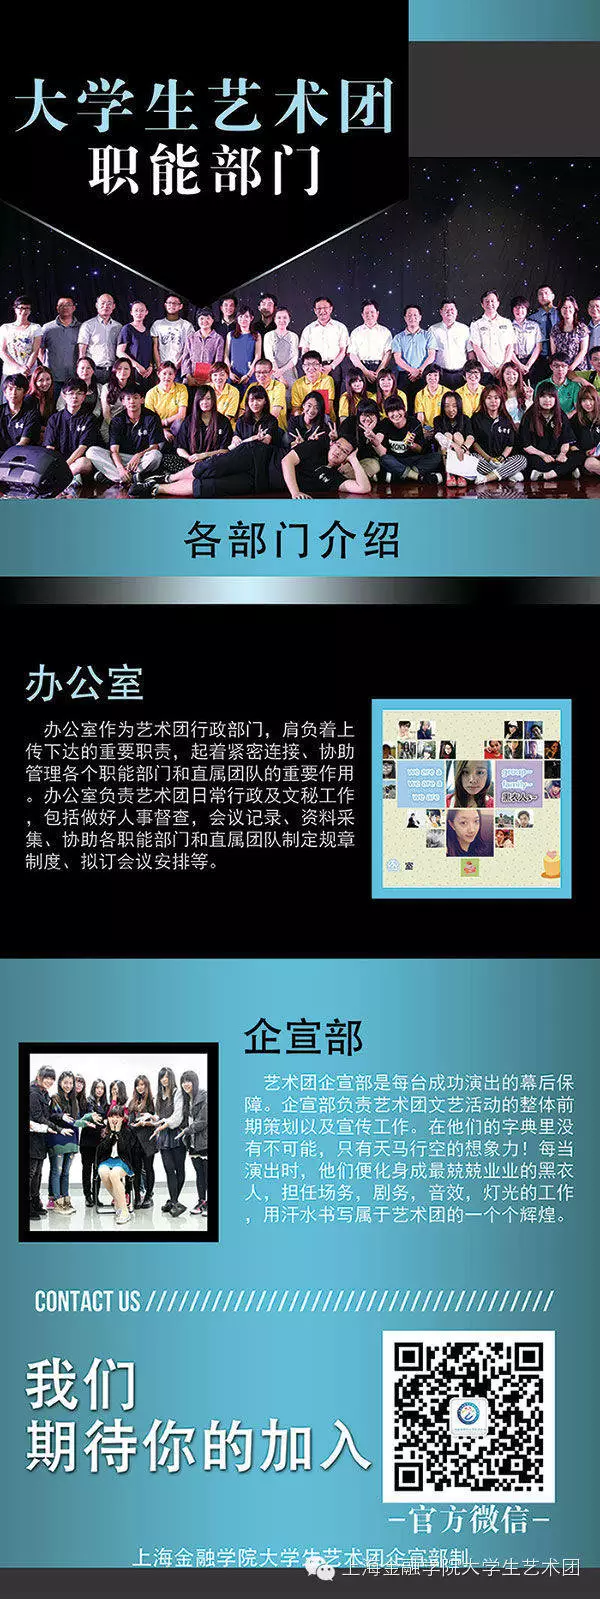 大学生艺术团
职能部门
各部门介绍
办公室
办公室作为艺术团行政部门，肩负着上
传下达的重要职责，起着紧密连接、协助
管理各个职能部门和直属团队的重要作用
。办公室负责艺术团日常行政及文秘工作
，包括做好人事督查，会议记录、资料采
集、协助各职能部门和直属团队制定规章
制度、拟订会议安排等。
we are a
we are a
we are
group~
family~
黑衣人s~
室
企宣部
艺术团企宣部是每台成功演出的幕后保
障。企宣部负责艺术团文艺活动的整体前
期策划以及宣传工作。在他们的字典里没
有不可能，只有天马行空的想象力！每当
演出时，他们便化身成最兢兢业业的黑衣
人，担任场务，剧务，音效，灯光的工作
，用汗水书写属于艺术团的一个个辉煌。
CONTACT US
我们
期待你的加入
-官方微信-
上海金融学院大学生艺术团企宣部制
上海金融学院大学生艺术团